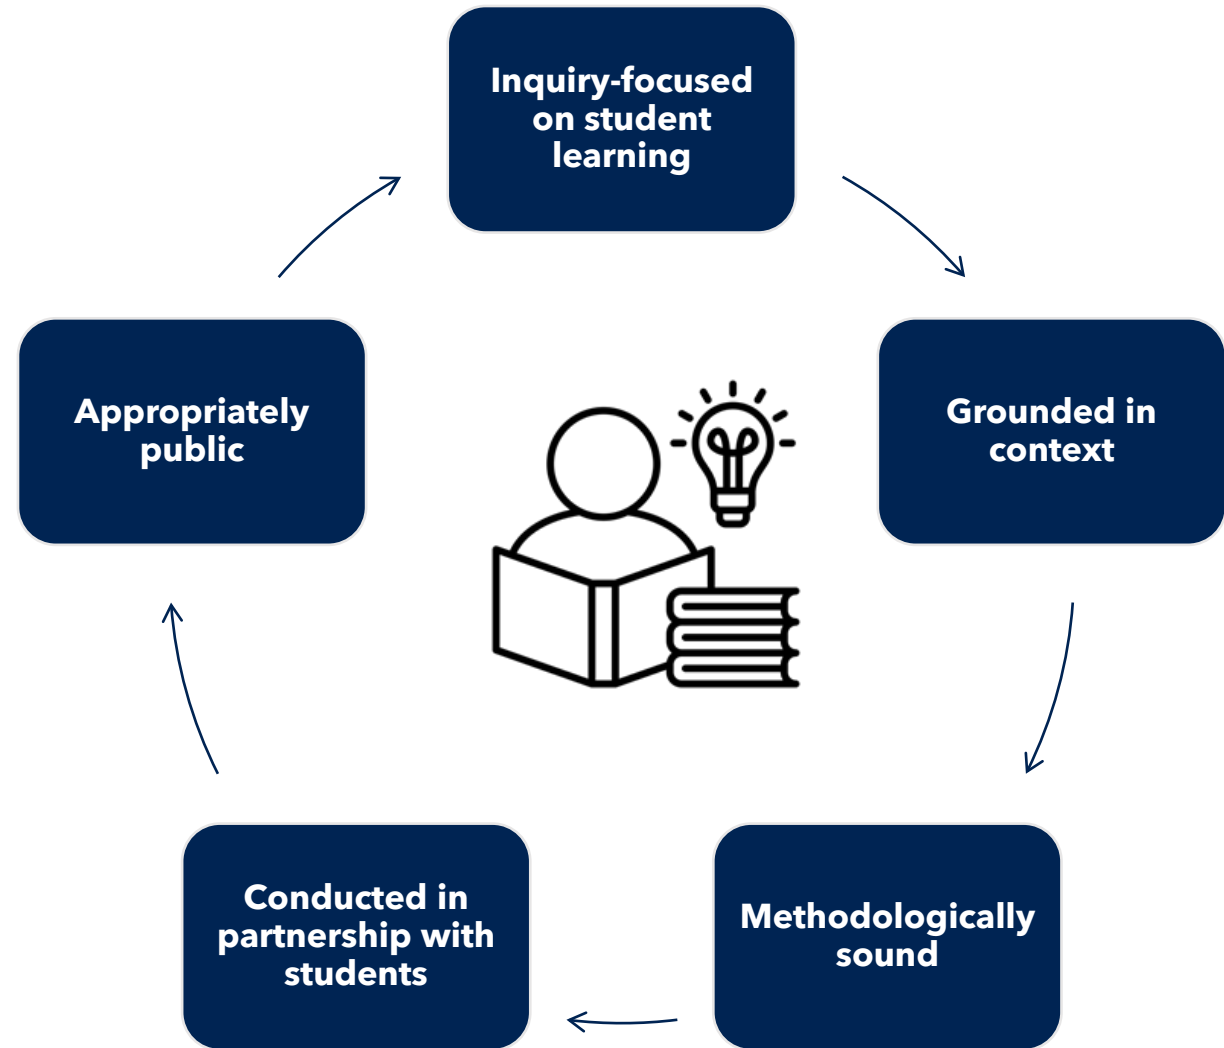 Inquiry-focused
on student
learning
Grounded in
context
Methodologically
sound
Conducted in
partnership with
students
Appropriately
public